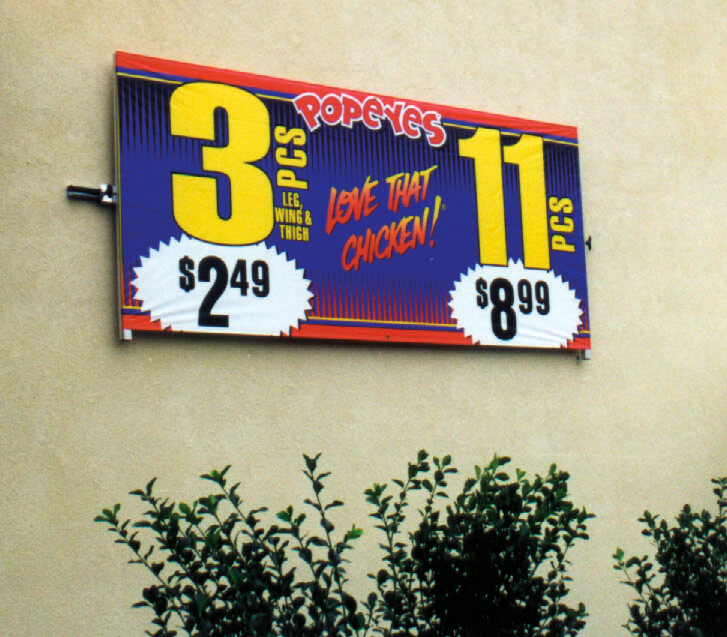 POPEYES
3 PCS
LEG,
WING &
THIGH
$2.49
LOVE THAT
CHICKEN!
11 PCS
$8.99